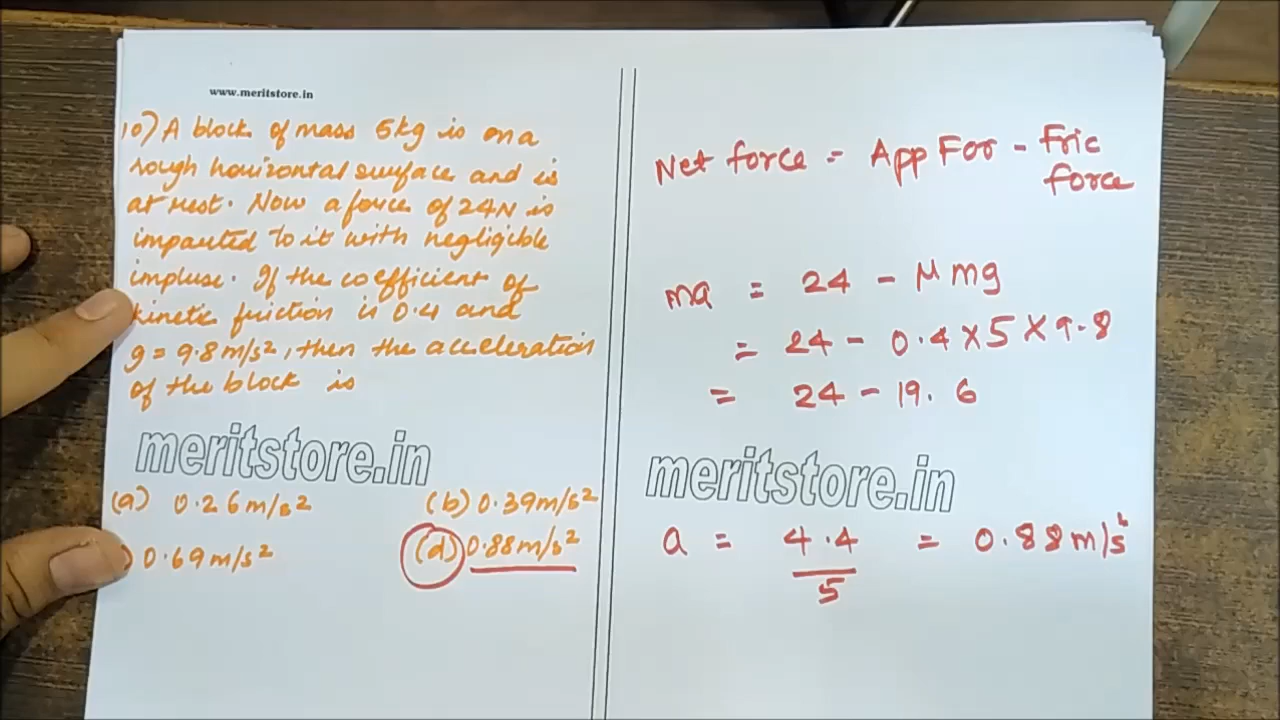 www.meritstore.in
10) A block of mass 5kg is on a
rough horizontal surface and is
at rest. Now a force of 24N is
imparted to it with negligible
impluse. If the coefficient of
kinetic friction is 0.4 and
g = 9.8 m/s², then the acceleration
of the block is
meritstore.in
(a) 0.26 m/s²
(b) 0.39 m/s²
) 0.69 m/s²
(d) 0.88 m/s²
Net force = App For - Fric
force
ma = 24 - μ mg
= 24 - 0.4 × 5 × 9.8
= 24 - 19.6
meritstore.in
a = 4.4 = 0.88 m/s²
5